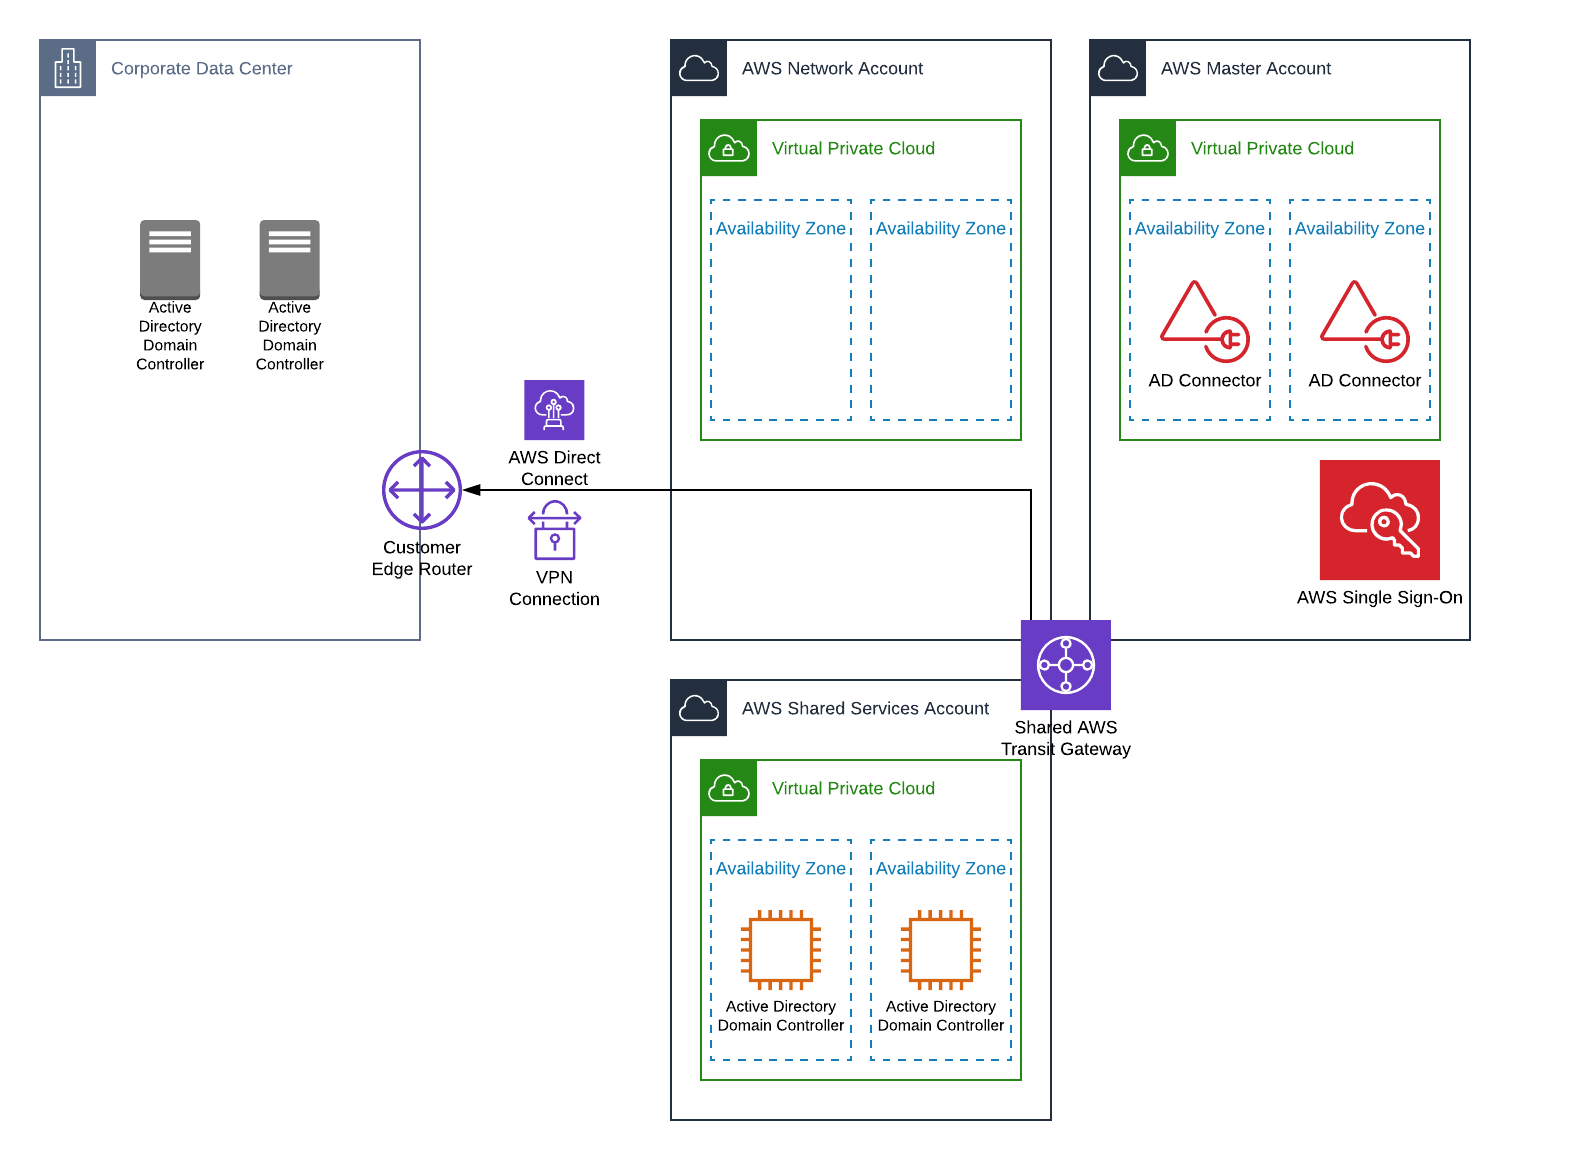 Corporate Data Center
Active
Directory
Domain
Controller
Active
Directory
Domain
Controller
Customer
Edge Router
AWS Direct
Connect
VPN
Connection
AWS Network Account
Virtual Private Cloud
Availability Zone
Availability Zone
AWS Master Account
Virtual Private Cloud
Availability Zone
Availability Zone
AD Connector
AD Connector
AWS Single Sign-On
Shared AWS
Transit Gateway
AWS Shared Services Account
Virtual Private Cloud
Availability Zone
Availability Zone
Active Directory
Domain Controller
Active Directory
Domain Controller